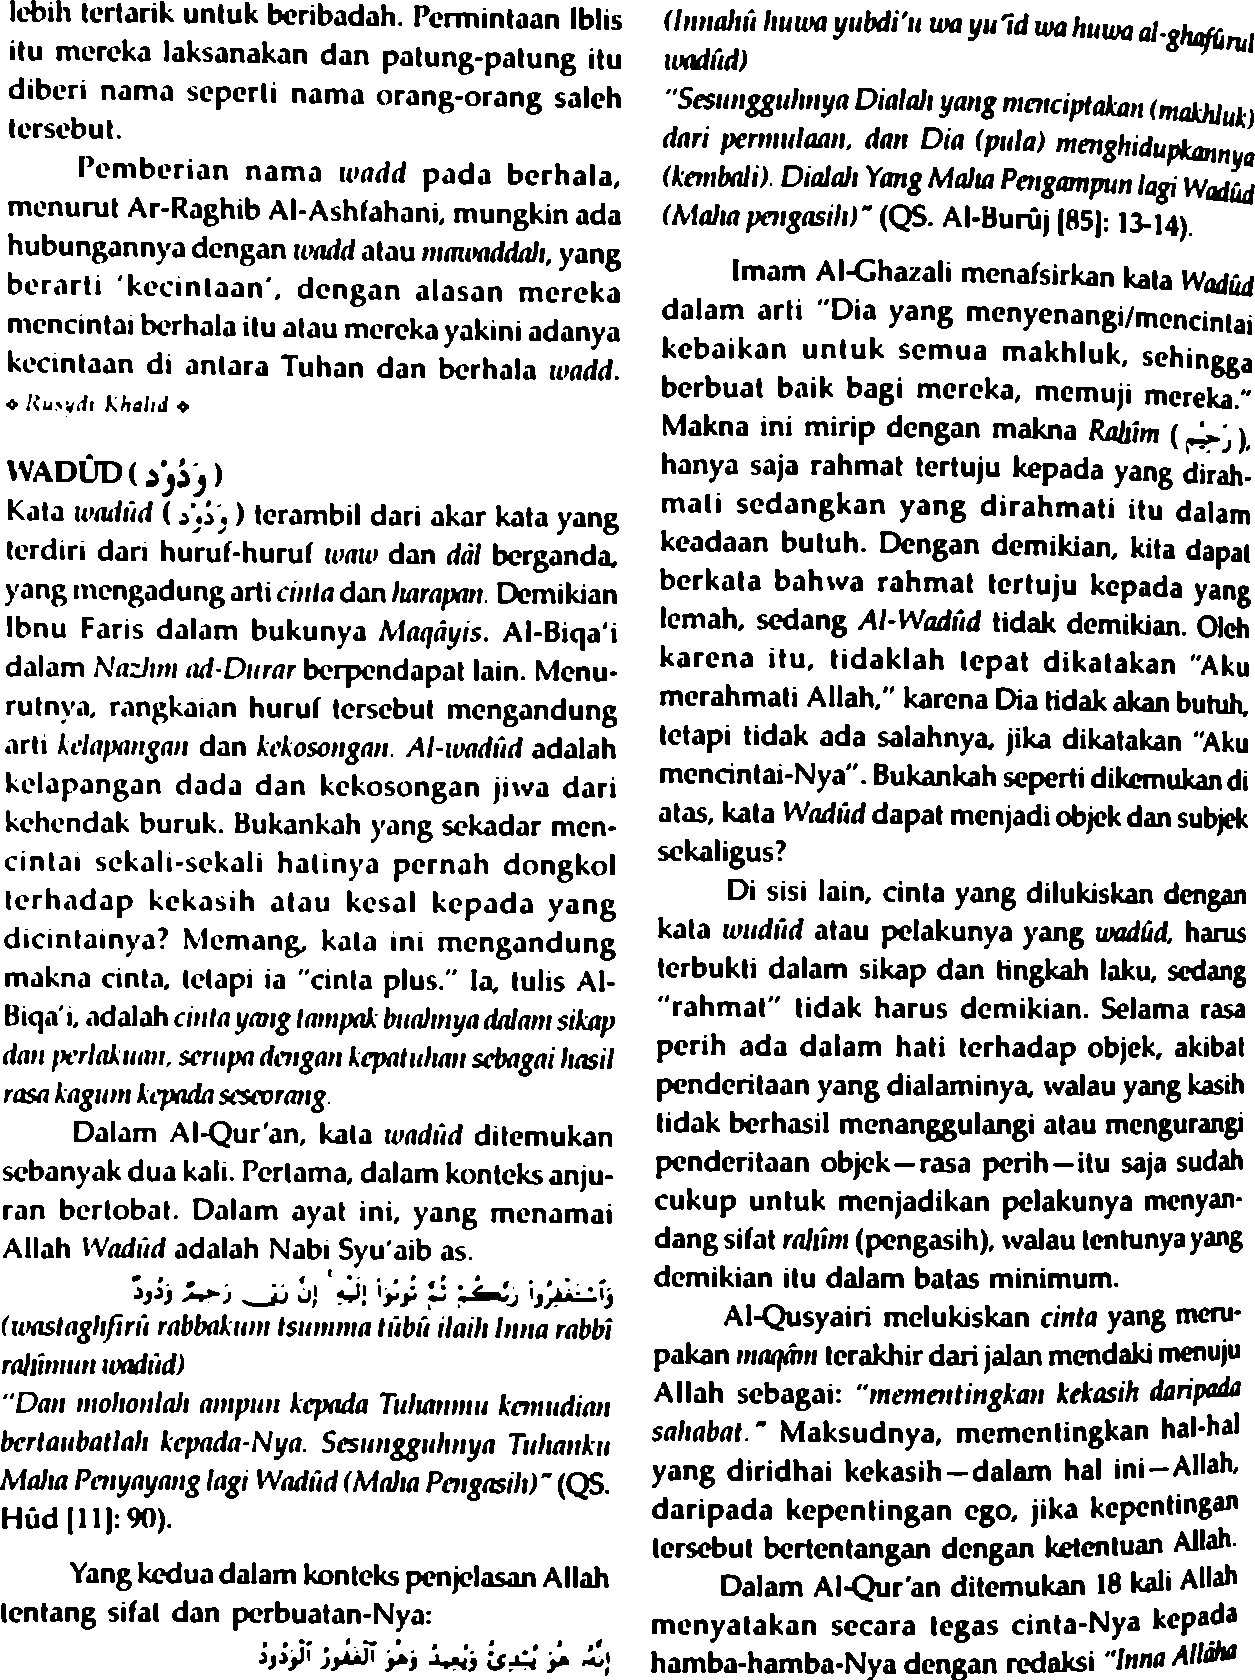 lebih tertarik untuk beribadah. Permintaan Iblis
itu mereka laksanakan dan patung-patung itu
diberi nama seperti nama orang-orang saleh
tersebut.
Pemberian nama wadd pada berhala,
menurut Ar-Raghib Al-Ashfahani, mungkin ada
hubungannya dengan wadd atau mawaddah, yang
berarti 'kecintaan', dengan alasan mereka
mencintai berhala itu atau mereka yakini adanya
kecintaan di antara Tuhan dan berhala wadd.
❖ Rusydi Khalid ❖
WADÛD ( وَدُوْد )
Kata wadûd ( وَدُوْد ) terambil dari akar kata yang
terdiri dari huruf-huruf waw dan dâl berganda,
yang mengadung arti cinta dan harapan. Demikian
Ibnu Faris dalam bukunya Maqâyis. Al-Biqa'i
dalam Nazhm ad-Durar berpendapat lain. Menu-
rutnya, rangkaian huruf tersebut mengandung
arti kelapangan dan kekosongan. Al-wadûd adalah
kelapangan dada dan kekosongan jiwa dari
kehendak buruk. Bukankah yang sekadar men-
cintai sekali-sekali hatinya pernah dongkol
terhadap kekasih atau kesal kepada yang
dicintainya? Memang, kata ini mengandung
makna cinta, tetapi ia "cinta plus." Ia, tulis Al-
Biqa'i, adalah cinta yang tampak buahnya dalam sikap
dan perlakuan, serupa dengan kepatuhan sebagai hasil
rasa kagum kepada seseorang.
Dalam Al-Qur'an, kata wadûd ditemukan
sebanyak dua kali. Pertama, dalam konteks anju-
ran bertobat. Dalam ayat ini, yang menamai
Allah Wadûd adalah Nabi Syu'aib as.
وَٱسْتَغْفِرُوا۟ رَبَّكُمْ ثُمَّ تُوبُوٓا۟ إِلَيْهِ ۚ إِنَّ رَبِّى رَحِيمٌ وَدُودٌ
(wastaghfirû rabbakum tsumma tûbû ilaih Inna rabbî
rahîmun wadûd)
"Dan mohonlah ampun kepada Tuhanmu kemudian
bertaubatlah kepada-Nya. Sesungguhnya Tuhanku
Maha Penyayang lagi Wadûd (Maha Pengasih)" (QS.
Hûd [11]: 90).
Yang kedua dalam konteks penjelasan Allah
tentang sifat dan perbuatan-Nya:
إِنَّهُ هُوَ يُبْدِئُ وَيُعِيدُ وَهُوَ ٱلْغَفُورُ ٱلْوَدُودُ
(Innahû huwa yubdi'u wa yu'îd wa huwa al-ghafûrul
wadûd)
"Sesungguhnya Dialah yang menciptakan (makhluk)
dari permulaan, dan Dia (pula) menghidupkannya
(kembali). Dialah Yang Maha Pengampun lagi Wadûd
(Maha pengasih)" (QS. Al-Burûj [85]: 13-14).
Imam Al-Ghazali menafsirkan kata Wadûd
dalam arti "Dia yang menyenangi/mencintai
kebaikan untuk semua makhluk, sehingga
berbuat baik bagi mereka, memuji mereka."
Makna ini mirip dengan makna Rahîm ( رَحِيْم ),
hanya saja rahmat tertuju kepada yang dirah-
mati sedangkan yang dirahmati itu dalam
keadaan butuh. Dengan demikian, kita dapat
berkata bahwa rahmat tertuju kepada yang
lemah, sedang Al-Wadûd tidak demikian. Oleh
karena itu, tidaklah tepat dikatakan "Aku
merahmati Allah," karena Dia tidak akan butuh,
tetapi tidak ada salahnya, jika dikatakan "Aku
mencintai-Nya". Bukankah seperti dikemukan di
atas, kata Wadûd dapat menjadi objek dan subjek
sekaligus?
Di sisi lain, cinta yang dilukiskan dengan
kata wudûd atau pelakunya yang wadûd, harus
terbukti dalam sikap dan tingkah laku, sedang
"rahmat" tidak harus demikian. Selama rasa
perih ada dalam hati terhadap objek, akibat
penderitaan yang dialaminya, walau yang kasih
tidak berhasil menanggulangi atau mengurangi
penderitaan objek—rasa perih—itu saja sudah
cukup untuk menjadikan pelakunya menyan-
dang sifat rahîm (pengasih), walau tentunya yang
demikian itu dalam batas minimum.
Al-Qusyairi melukiskan cinta yang meru-
pakan maqâm terakhir dari jalan mendaki menuju
Allah sebagai: "mementingkan kekasih daripada
sahabat." Maksudnya, mementingkan hal-hal
yang diridhai kekasih—dalam hal ini—Allah,
daripada kepentingan ego, jika kepentingan
tersebut bertentangan dengan ketentuan Allah.
Dalam Al-Qur'an ditemukan 18 kali Allah
menyatakan secara tegas cinta-Nya kepada
hamba-hamba-Nya dengan redaksi "Inna Allâha